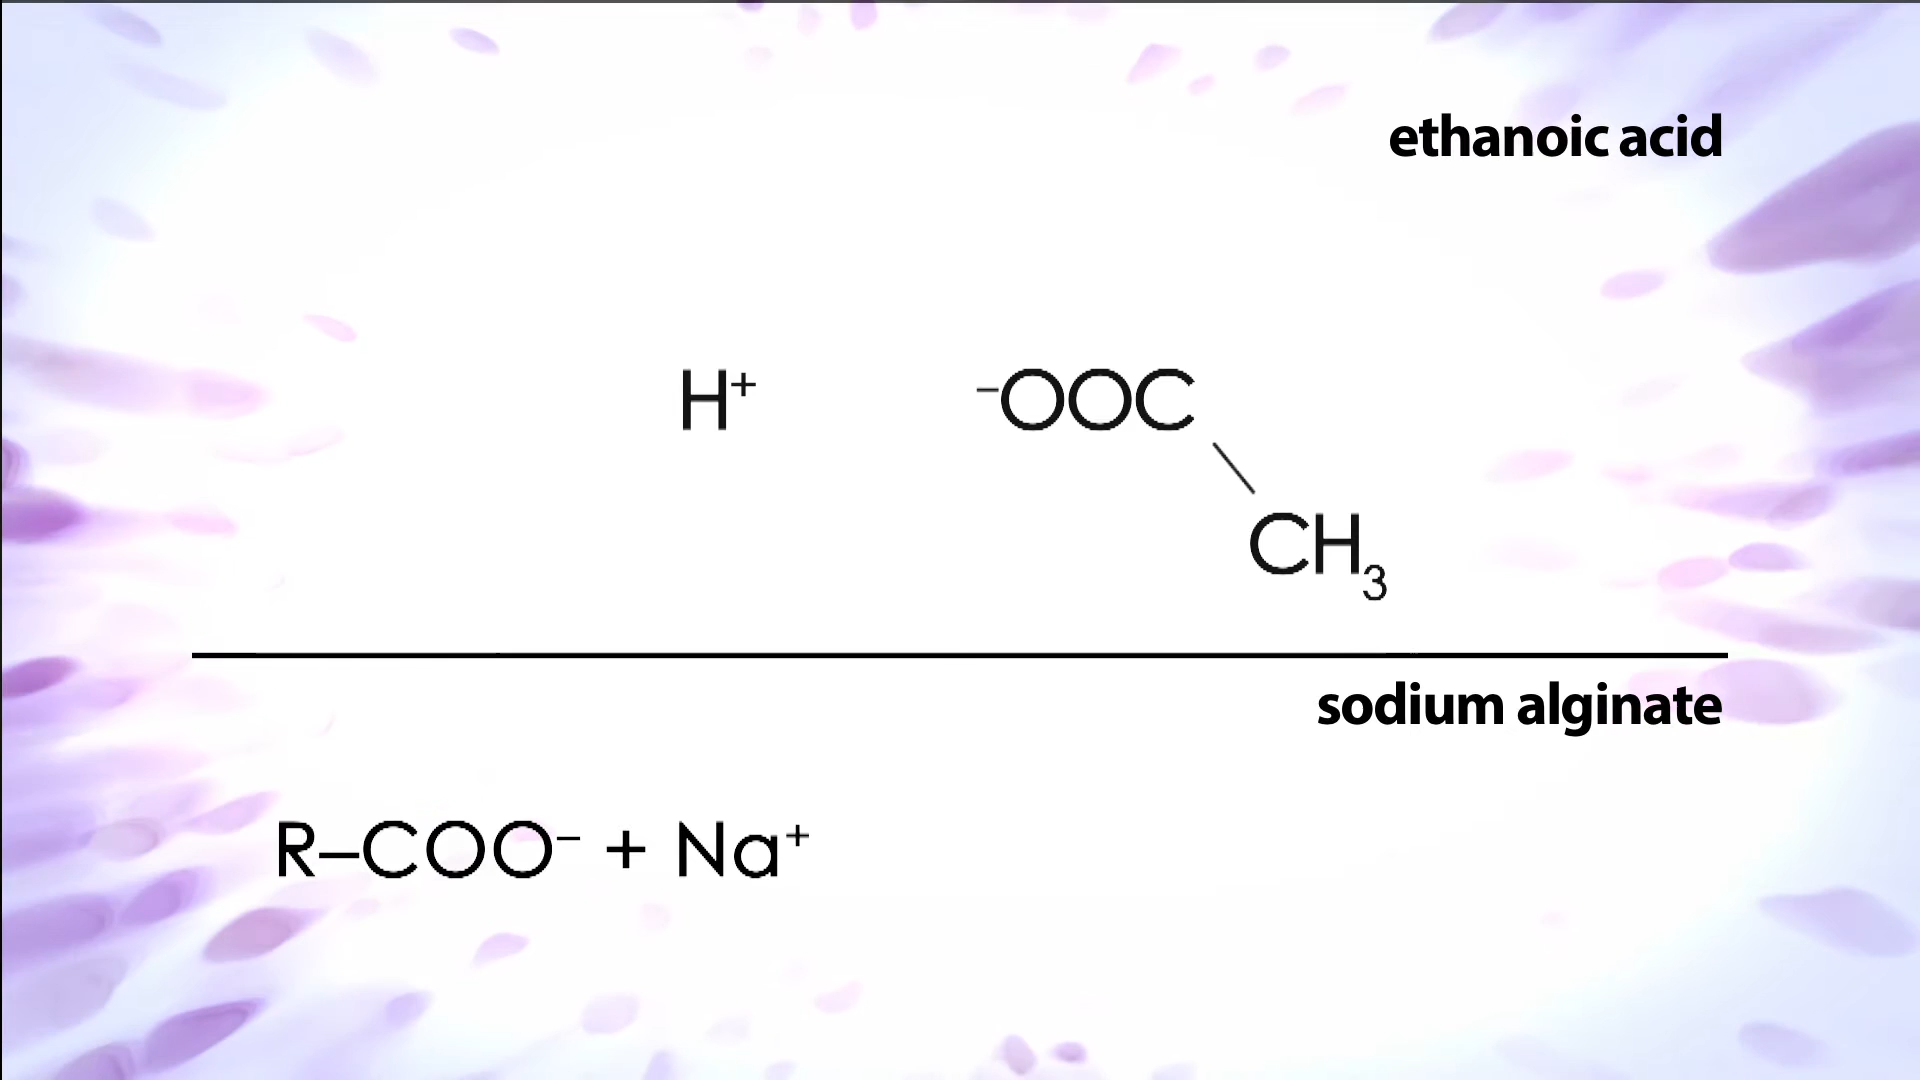 ethanoic acid
H⁺ ⁻OOC
CH₃
sodium alginate
R–COO⁻ + Na⁺